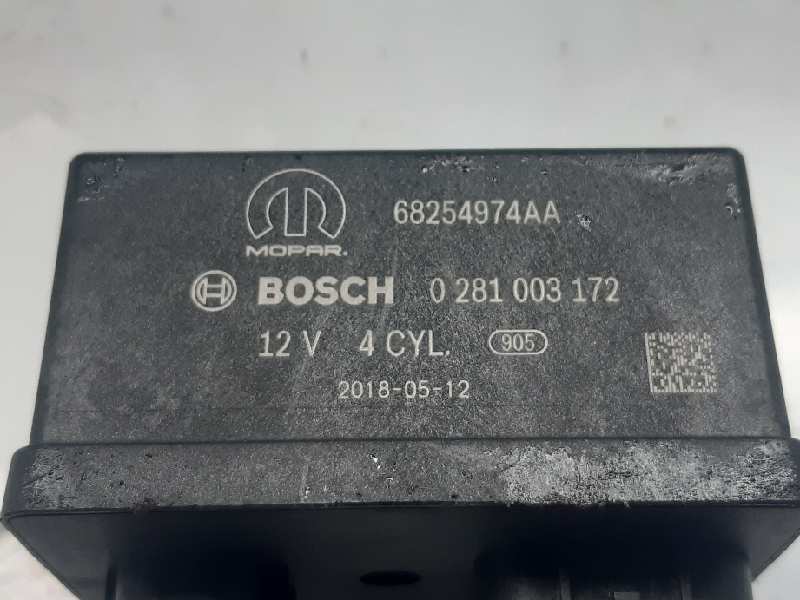 MOPAR. 68254974AA
BOSCH 0 281 003 172
12 V 4 CYL. 905
2018-05-12